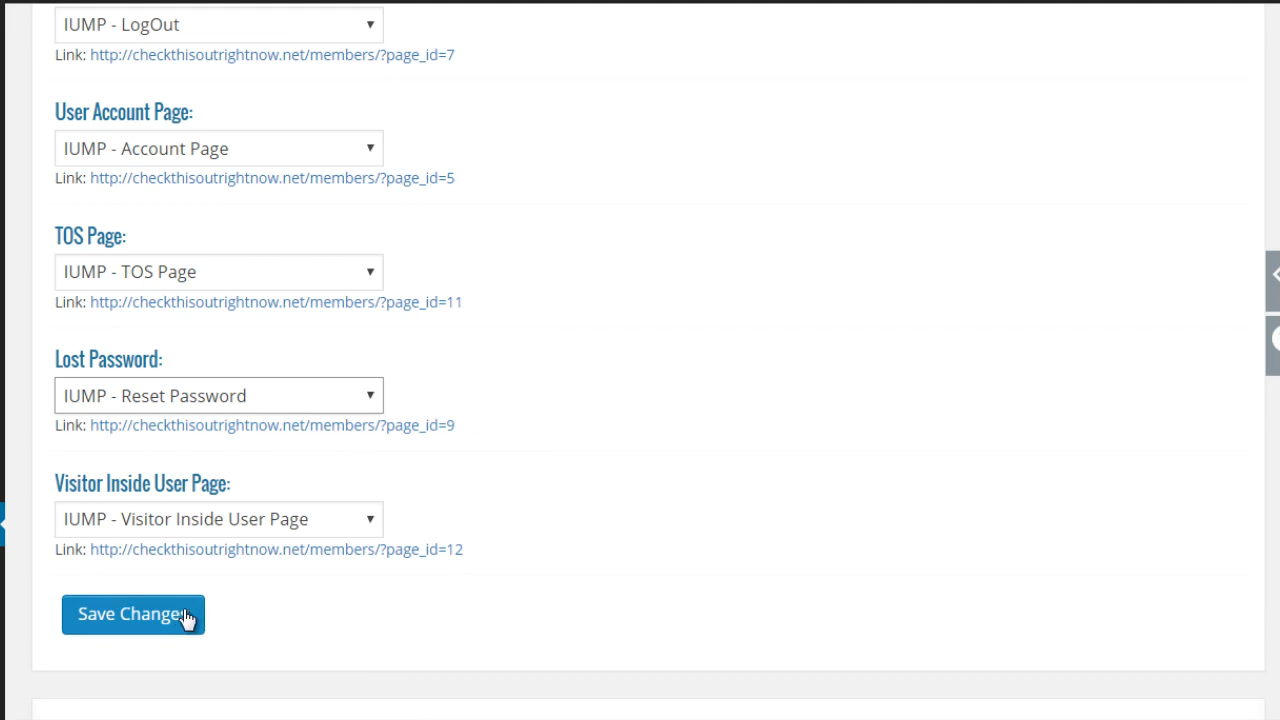 IUMP - LogOut
Link: http://checkthisoutrightnow.net/members/?page_id=7
User Account Page:
IUMP - Account Page
Link: http://checkthisoutrightnow.net/members/?page_id=5
TOS Page:
IUMP - TOS Page
Link: http://checkthisoutrightnow.net/members/?page_id=11
Lost Password:
IUMP - Reset Password
Link: http://checkthisoutrightnow.net/members/?page_id=9
Visitor Inside User Page:
IUMP - Visitor Inside User Page
Link: http://checkthisoutrightnow.net/members/?page_id=12
Save Changes